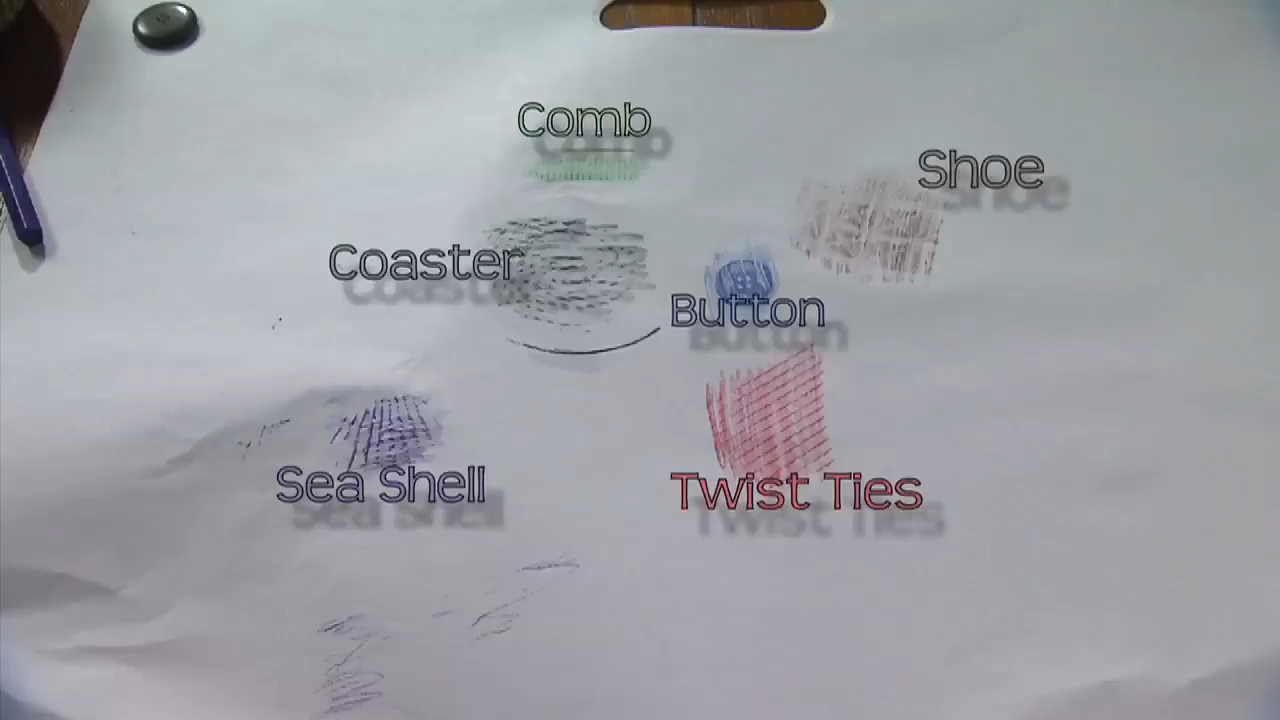 Comb
Shoe
Coaster
Button
Sea Shell
Twist Ties